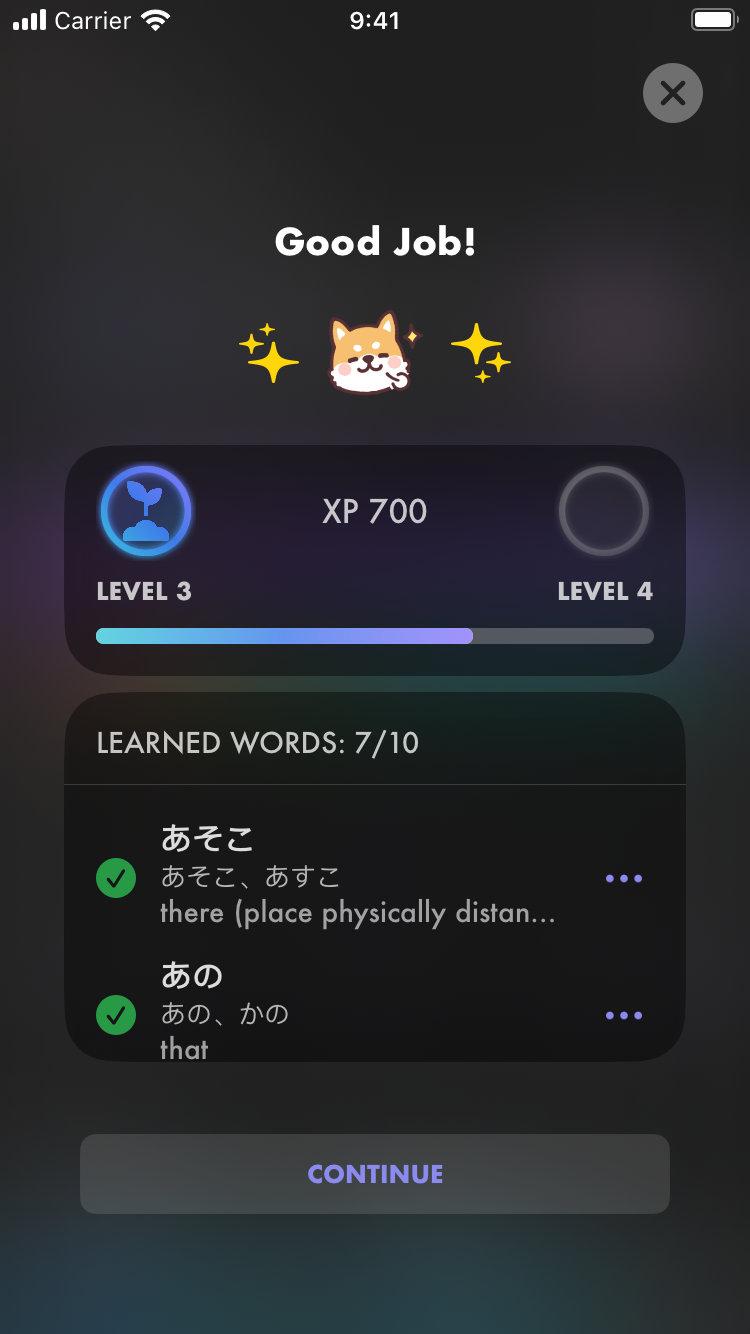 Carrier
9:41
Good Job!
XP 700
LEVEL 3
LEVEL 4
LEARNED WORDS: 7/10
あそこ
あそこ、あすこ
there (place physically distan...
あの
あの、かの
that
CONTINUE